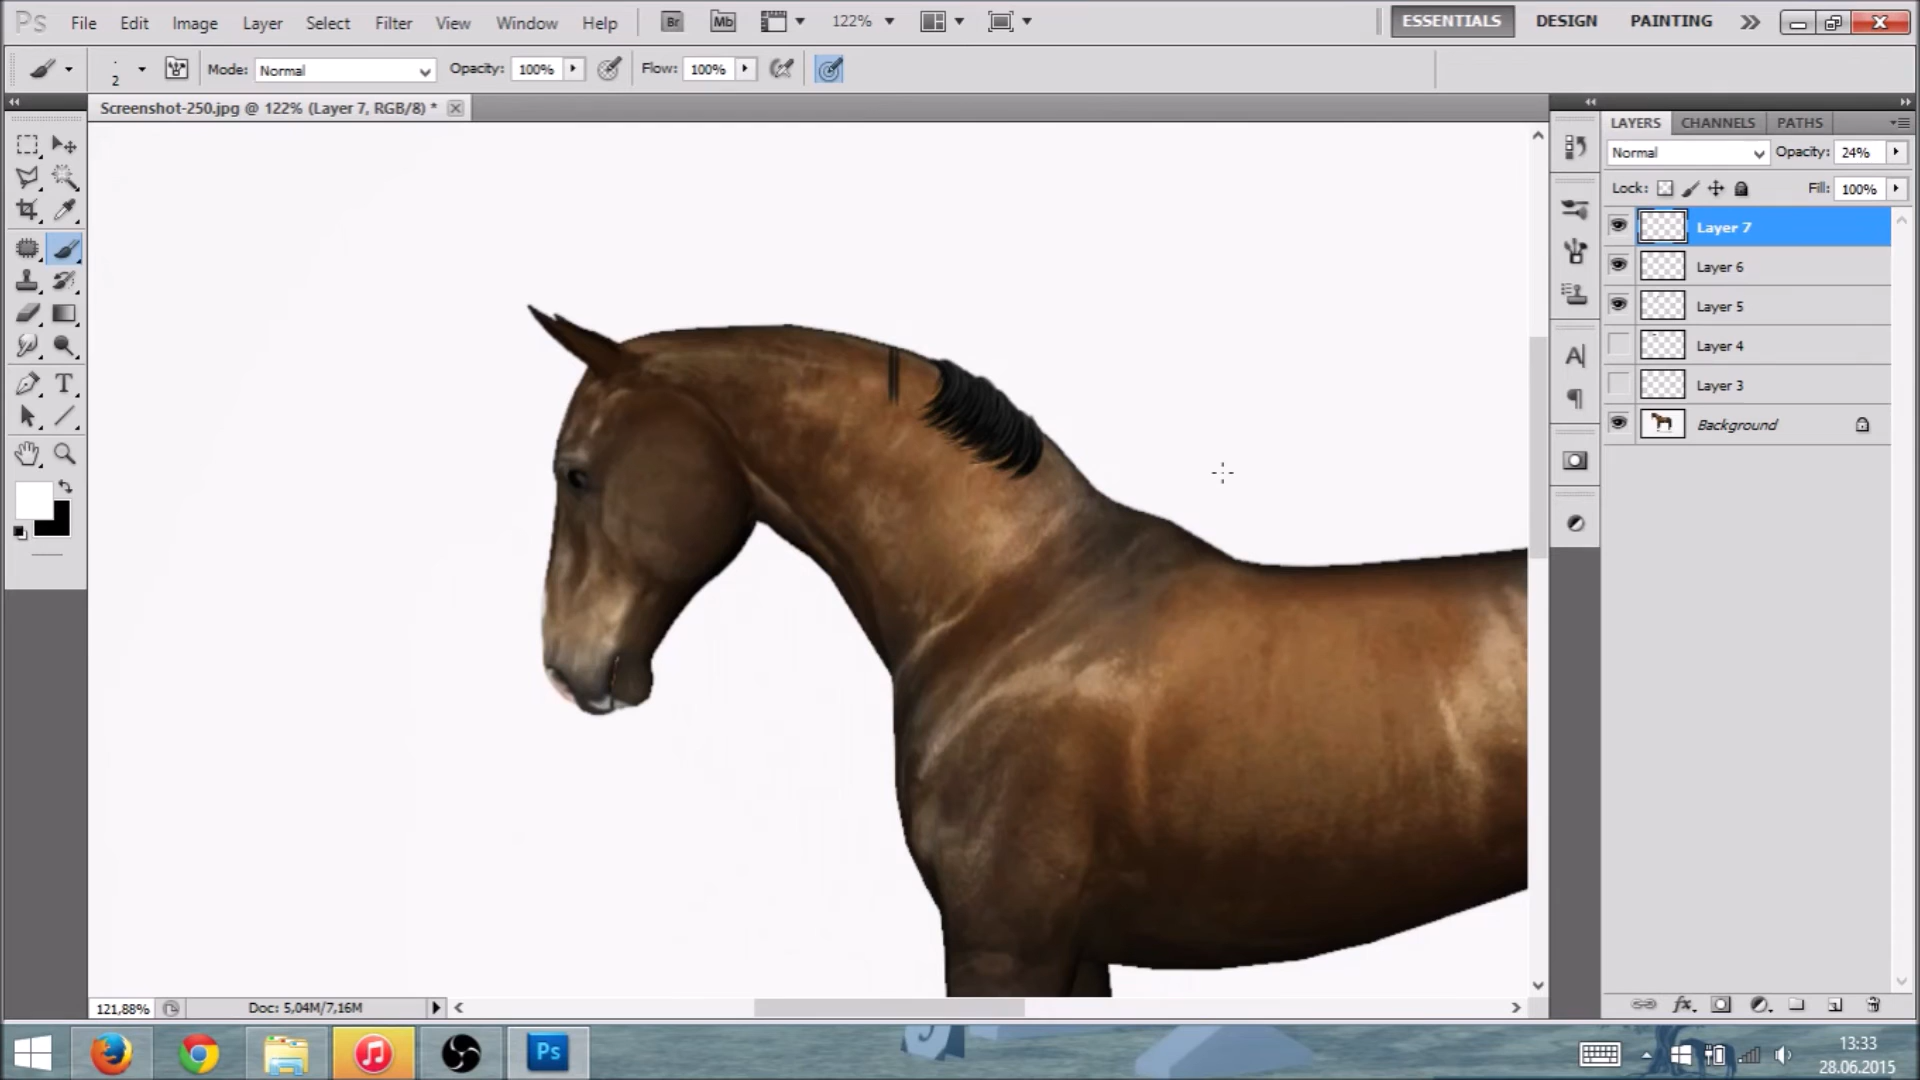 Ps File Edit Image Layer Select Filter View Window Help Br Mb 122% ESSENTIALS DESIGN PAINTING
2 Mode: Normal Opacity: 100% Flow: 100%
Screenshot-250.jpg @ 122% (Layer 7, RGB/8) *
LAYERS CHANNELS PATHS
Normal Opacity: 24%
Lock: Fill: 100%
Layer 7
Layer 6
Layer 5
Layer 4
Layer 3
Background
121,88% Doc: 5,04M/7,16M
Ps
13:33
28.06.2015